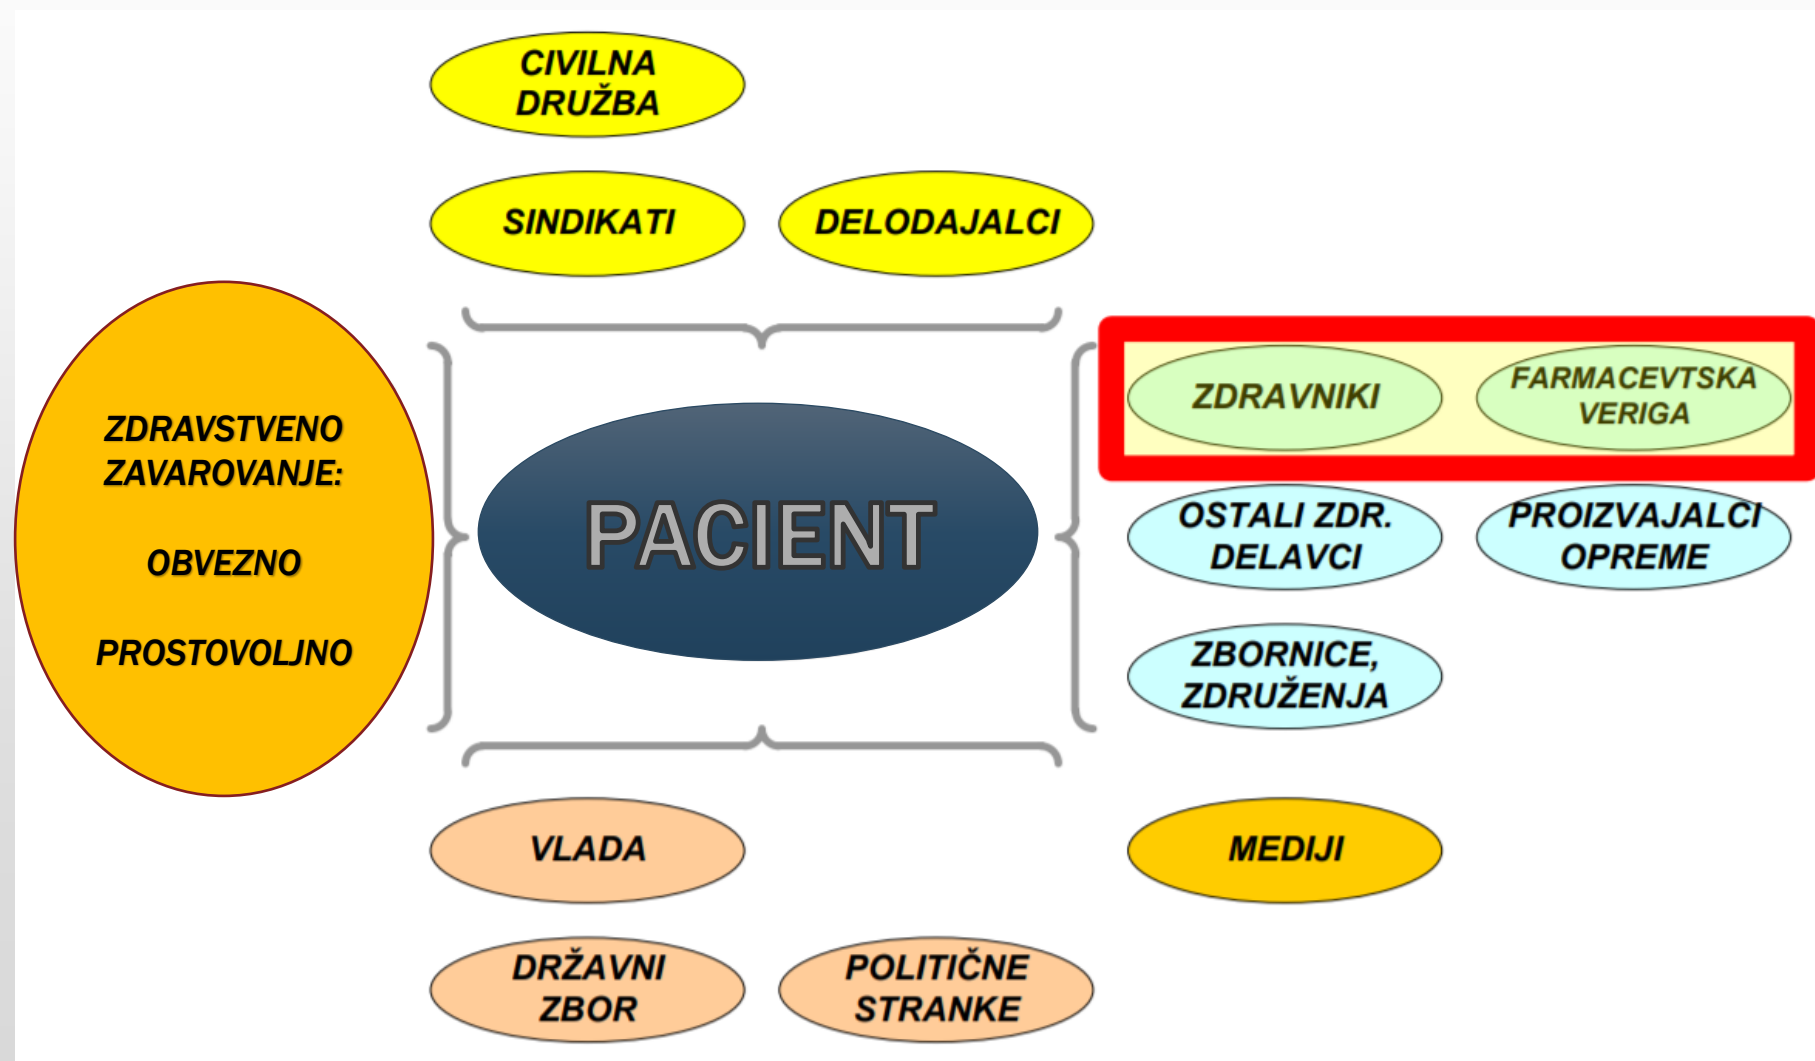 CIVILNA
DRUŽBA
SINDIKATI
DELODAJALCI
ZDRAVSTVENO
ZAVAROVANJE:
OBVEZNO
PROSTOVOLJNO
PACIENT
ZDRAVNIKI
FARMACEVTSKA
VERIGA
OSTALI ZDR.
DELAVCI
PROIZVAJALCI
OPREME
ZBORNICE,
ZDRUŽENJA
VLADA
MEDIJI
DRŽAVNI
ZBOR
POLITIČNE
STRANKE